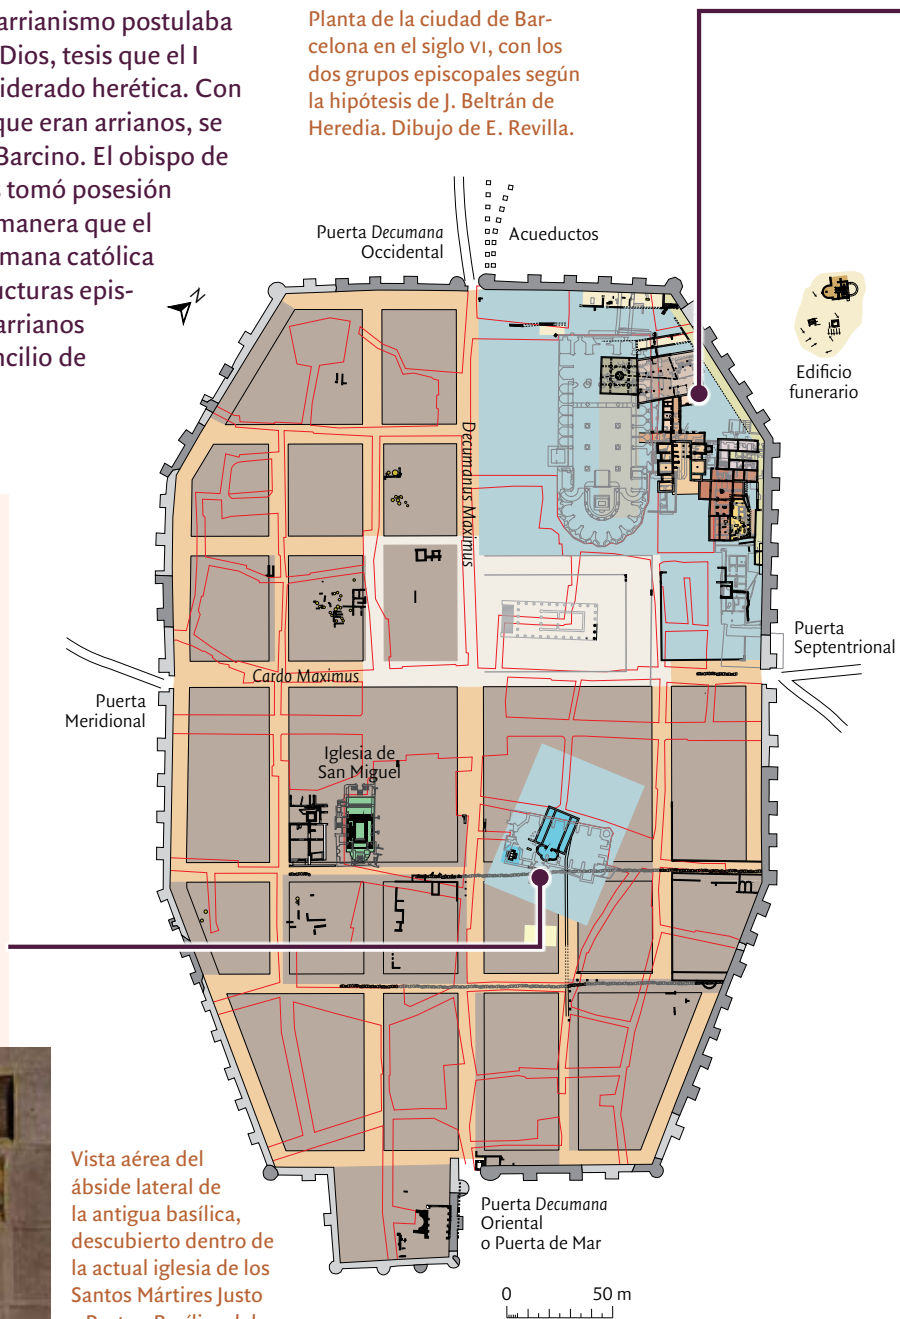 arrianismo postulaba
Dios, tesis que el I
siderado herética. Con
que eran arrianos, se
Barcino. El obispo de
s tomó posesión
manera que el
mana católica
ucturas epis-
arrianos
ncilio de
Planta de la ciudad de Bar-
celona en el siglo VI, con los
dos grupos episcopales según
la hipótesis de J. Beltrán de
Heredia. Dibujo de E. Revilla.
Puerta Decumana
Occidental
Acueductos
N
Edificio
funerario
Decumanus Maximus
Puerta
Septentrional
Cardo Maximus
Puerta
Meridional
Iglesia de
San Miguel
Puerta Decumana
Oriental
o Puerta de Mar
0 50 m
Vista aérea del
ábside lateral de
la antigua basílica,
descubierto dentro de
la actual iglesia de los
Santos Mártires Justo